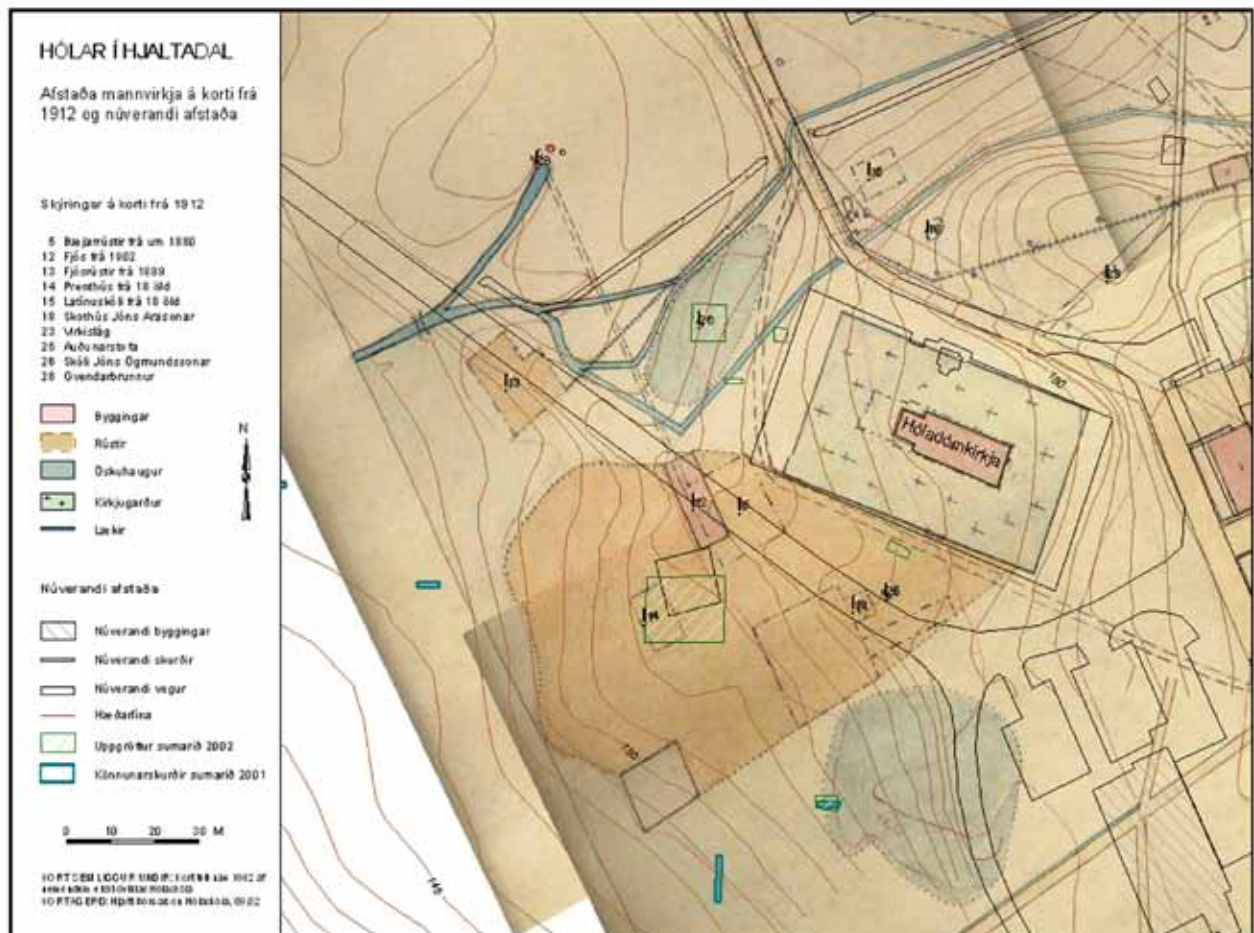 HÓLAR Í HJALTADAL
Afstaða mannvirkja á korti frá
1912 og núverandi afstaða
Skýringar á korti frá 1912
5 Bæjarrústir frá um 1880
12 Fjós frá 1902
13 Fjósrústir frá 1889
14 Prenthús frá 18 öld
15 Latínuskóli frá 18 öld
18 Skothús Jóns Arasonar
23 Virkislág
25 Auðunarstofa
26 Skóli Jóns Ögmundssonar
28 Gvendarbrunnur
Byggingar
Rústir
Öskuhaugur
Kirkjugarður
Lækir
N
Núverandi afstaða
Núverandi byggingar
Núverandi skurðir
Núverandi vegur
Hæðarlína
Uppgröftur sumarið 2002
Könnunarskurðir sumarið 2001
0 10 20 30 M
Hóladómkirkja
180
145